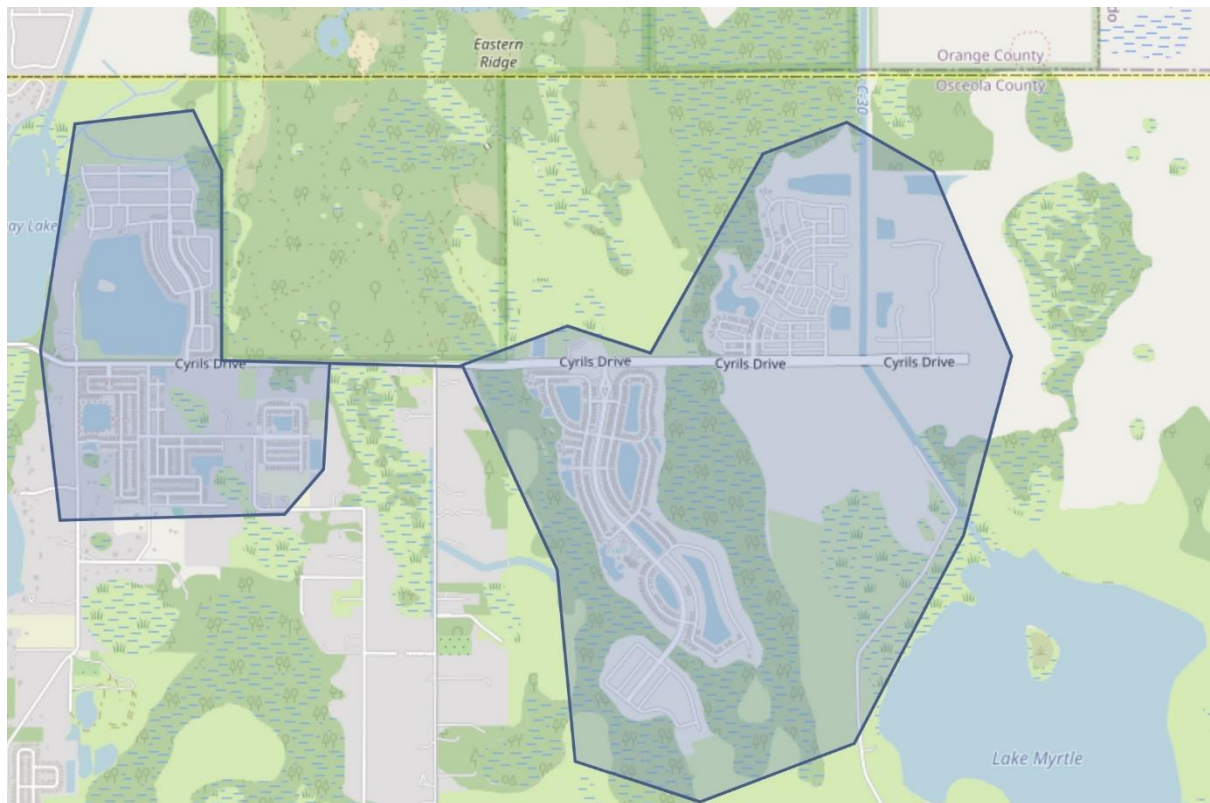 Eastern
Ridge
Orange County
Osceola County
C-30
ay Lake
Cyrils Drive
Cyrils Drive
Cyrils Drive
Cyrils Drive
Lake Myrtle